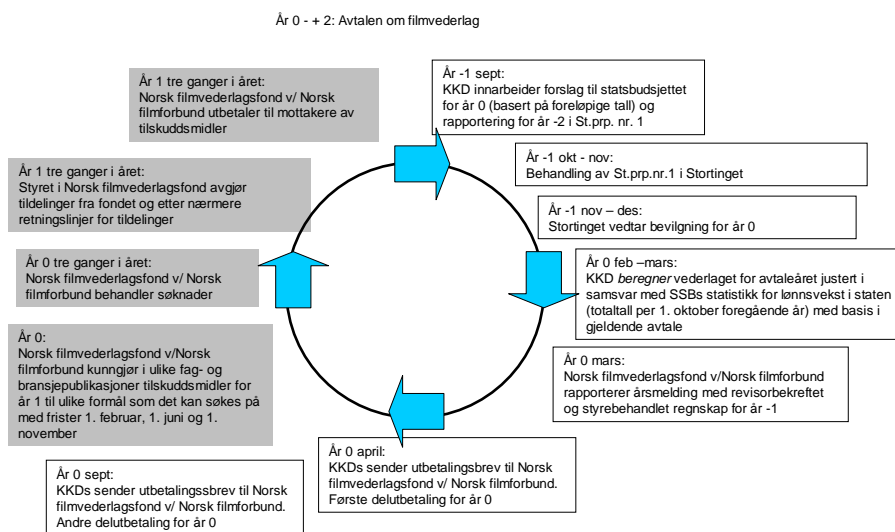 År 0 - + 2: Avtalen om filmvederlag
År -1 sept:
KKD innarbeider forslag til statsbudsjettet
for år 0 (basert på foreløpige tall) og
rapportering for år -2 i St.prp. nr. 1
År -1 okt - nov:
Behandling av St.prp.nr.1 i Stortinget
År -1 nov – des:
Stortinget vedtar bevilgning for år 0
År 0 feb –mars:
KKD beregner vederlaget for avtaleåret justert i
samsvar med SSBs statistikk for lønnsvekst i staten
(totaltall per 1. oktober foregående år) med basis i
gjeldende avtale
År 0 mars:
Norsk filmvederlagsfond v/Norsk filmforbund
rapporterer årsmelding med revisorbekreftet
og styrebehandlet regnskap for år -1
År 0 april:
KKDs sender utbetalingsbrev til Norsk
filmvederlagsfond v/ Norsk filmforbund.
Første delutbetaling for år 0
År 0 sept:
KKDs sender utbetalingssbrev til Norsk
filmvederlagsfond v/ Norsk filmforbund.
Andre delutbetaling for år 0
År 0:
Norsk filmvederlagsfond v/Norsk
filmforbund kunngjør i ulike fag- og
bransjepublikasjoner tilskuddsmidler for
år 1 til ulike formål som det kan søkes på
med frister 1. februar, 1. juni og 1.
november
År 0 tre ganger i året:
Norsk filmvederlagsfond v/ Norsk
filmforbund behandler søknader
År 1 tre ganger i året:
Styret i Norsk filmvederlagsfond avgjør
tildelinger fra fondet og etter nærmere
retningslinjer for tildelinger
År 1 tre ganger i året:
Norsk filmvederlagsfond v/ Norsk
filmforbund utbetaler til mottakere av
tilskuddsmidler